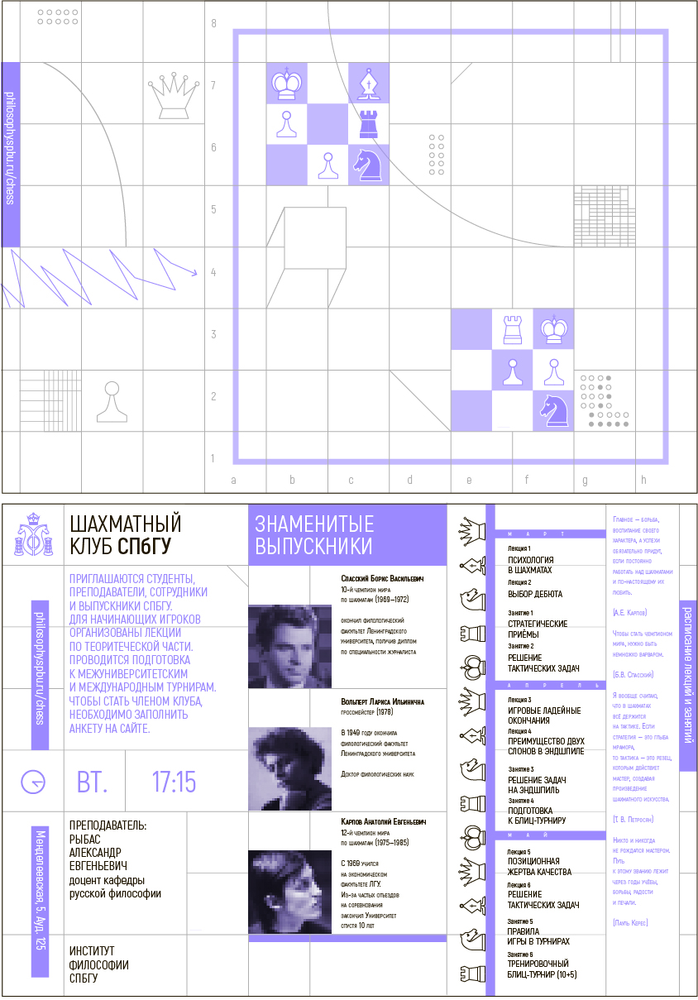 8
7
6
5
4
3
2
1
a
b
c
d
e
f
g
h
philosophyspbu.ru/chess
ШАХМАТНЫЙ
КЛУБ СПбГУ
ПРИГЛАШАЮТСЯ СТУДЕНТЫ,
ПРЕПОДАВАТЕЛИ, СОТРУДНИКИ
И ВЫПУСКНИКИ СПБГУ.
ДЛЯ НАЧИНАЮЩИХ ИГРОКОВ
ОРГАНИЗОВАНЫ ЛЕКЦИИ
ПО ТЕОРИТЕЧЕСКОЙ ЧАСТИ.
ПРОВОДИТСЯ ПОДГОТОВКА
К МЕЖУНИВЕРСИТЕТСКИМ
И МЕЖДУНАРОДНЫМ ТУРНИРАМ.
ЧТОБЫ СТАТЬ ЧЛЕНОМ КЛУБА,
НЕОБХОДИМО ЗАПОЛНИТЬ
АНКЕТУ НА САЙТЕ.
philosophyspbu.ru/chess
ВТ. 17:15
ПРЕПОДАВАТЕЛЬ:
РЫБАС
АЛЕКСАНДР
ЕВГЕНЬЕВИЧ
доцент кафедры
русской философии
Менделеевская, 5. Ауд. 125
ИНСТИТУТ
ФИЛОСОФИИ
СПБГУ
ЗНАМЕНИТЫЕ
ВЫПУСКНИКИ
Спасский Борис Васильевич
10-й чемпион мира
по шахматам (1969–1972)
окончил филологический
факультет Ленинградского
университета, получив диплом
по специальности журналиста
Вольперт Лариса Ильинична
гроссмейстер (1978)
В 1949 году окончила
филологический факультет
Ленинградского университета
Доктор филологических наук
Карпов Анатолий Евгеньевич
12-й чемпион мира
по шахматам (1975–1985)
С 1969 учился
на экономическом
факультете ЛГУ.
Из-за частых отъездов
на соревнования
закончил Университет
спустя 10 лет
МАРТ
Лекция 1
ПСИХОЛОГИЯ
В ШАХМАТАХ
Лекция 2
ВЫБОР ДЕБЮТА
Занятие 1
СТРАТЕГИЧЕСКИЕ
ПРИЁМЫ
Занятие 2
РЕШЕНИЕ
ТАКТИЧЕСКИХ ЗАДАЧ
АПРЕЛЬ
Лекция 3
ИГРОВЫЕ ЛАДЕЙНЫЕ
ОКОНЧАНИЯ
Лекция 4
ПРЕИМУЩЕСТВО ДВУХ
СЛОНОВ В ЭНДШПИЛЕ
Занятие 3
РЕШЕНИЕ ЗАДАЧ
НА ЭНДШПИЛЬ
Занятие 4
ПОДГОТОВКА
К БЛИЦ-ТУРНИРУ
МАЙ
Лекция 5
ПОЗИЦИОННАЯ
ЖЕРТВА КАЧЕСТВА
Лекция 6
РЕШЕНИЕ
ТАКТИЧЕСКИХ ЗАДАЧ
Занятие 5
ПРАВИЛА
ИГРЫ В ТУРНИРАХ
Занятие 6
ТРЕНИРОВОЧНЫЙ
БЛИЦ-ТУРНИР (10+5)
Главное — борьба,
воспитание своего
характера, а успехи
обязательно придут,
если постоянно
работать над шахматами
и по-настоящему их
любить.
(А.Е. Карпов)
Чтобы стать чемпионом
мира, нужно быть
немножко варваром.
(Б.В. Спасский)
Я вообще считаю,
что в шахматах
всё держится
на тактике. Если
стратегия — это глыба
мрамора,
то тактика — это резец,
которым действует
мастер, создавая
произведение
шахматного искусства.
(Т. В. Петросян)
Никто и никогда
не рождался мастером.
Путь
к этому званию лежит
через годы учёбы,
борьбы, радости
и печали.
(Пауль Керес)
расписание лекций и занятий